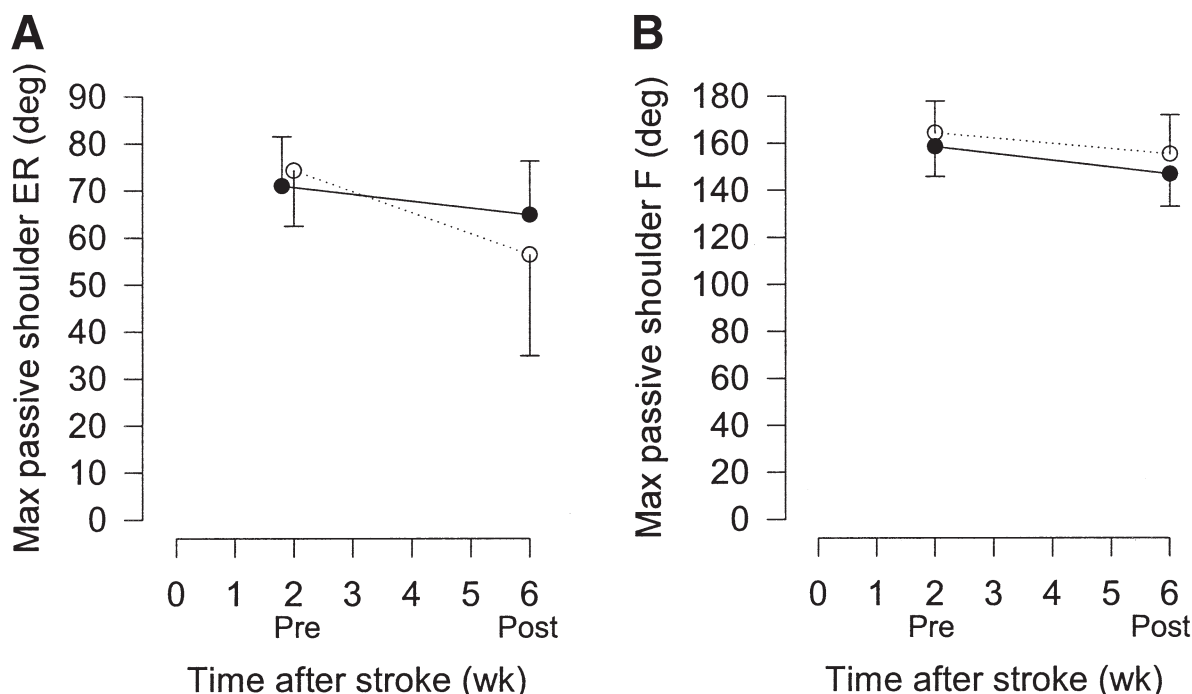 A
Max passive shoulder ER (deg)
90
80
70
60
50
40
30
20
10
0
0 1 2 3 4 5 6
Pre Post
Time after stroke (wk)
B
Max passive shoulder F (deg)
180
160
140
120
100
80
60
40
20
0
0 1 2 3 4 5 6
Pre Post
Time after stroke (wk)